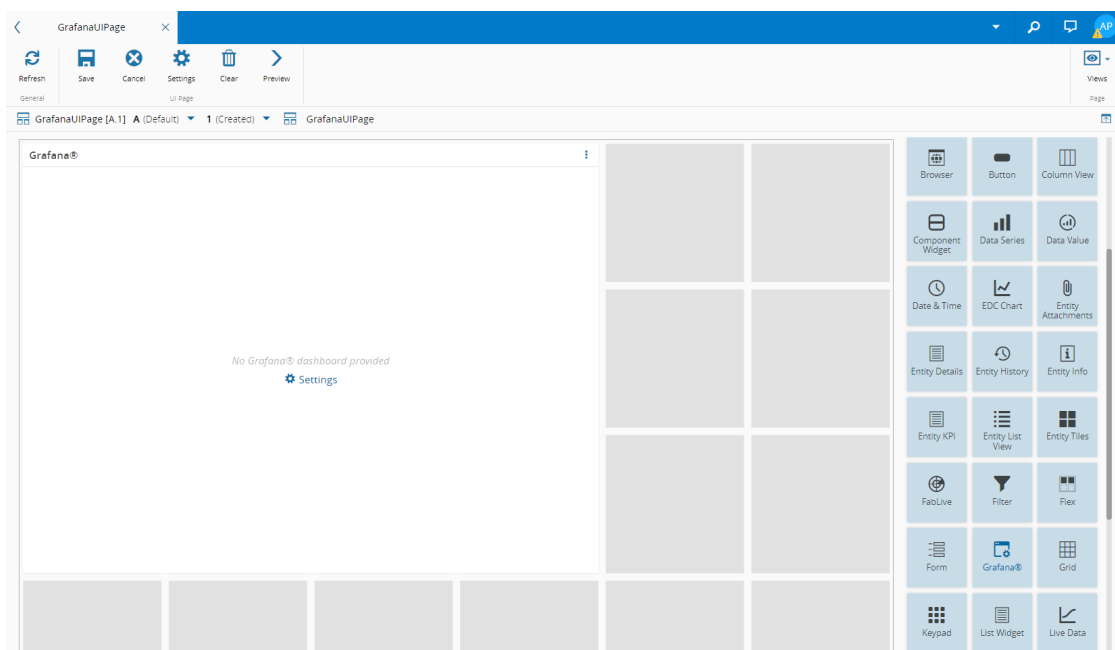 GrafanaUIPage
AP
Refresh
Save
Cancel
Settings
Clear
Preview
Views
General
UI Page
Page
GrafanaUIPage [A.1] A (Default) 1 (Created) GrafanaUIPage
Grafana®
No Grafana® dashboard provided
Settings
Browser
Button
Column View
Component
Widget
Data Series
Data Value
Date & Time
EDC Chart
Entity
Attachments
Entity Details
Entity History
Entity Info
Entity KPI
Entity List
View
Entity Tiles
FabLive
Filter
Flex
Form
Grafana®
Grid
Keypad
List Widget
Live Data